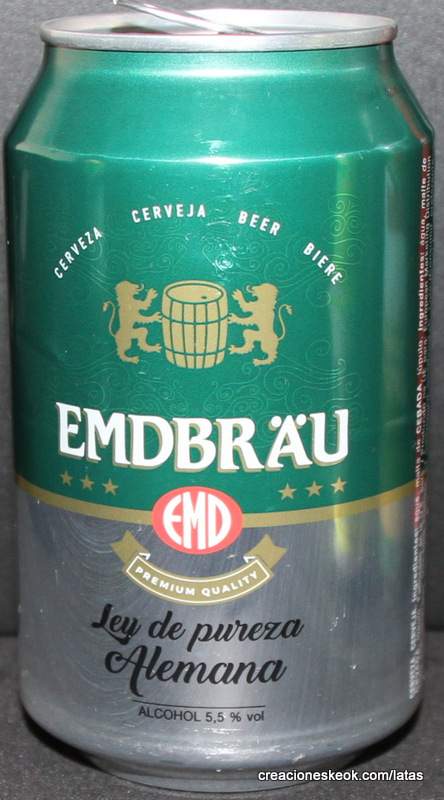 CERVEZA CERVEJA BEER BIERE
EMDBRÄU
EMD
PREMIUM QUALITY
Ley de pureza
Alemana
ALCOHOL 5,5 % vol
creacioneskeok.com/latas